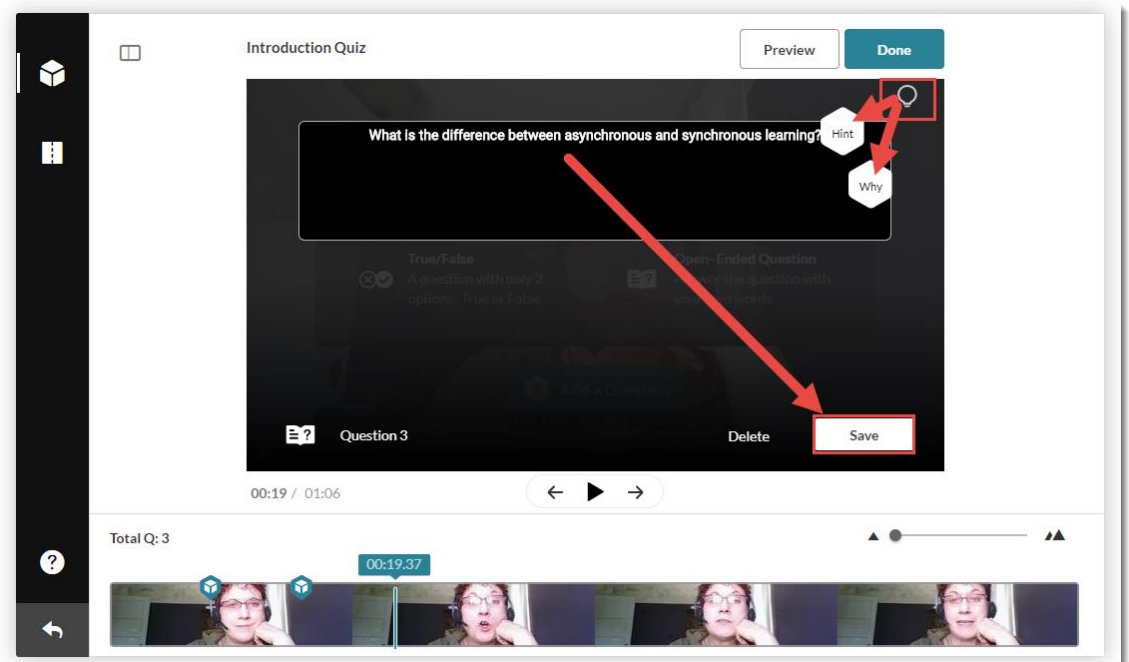 Introduction Quiz
Preview
Done
What is the difference between asynchronous and synchronous learning?
Hint
Why
True/False
A question with only 2
options- True or False
Open- Ended Question
the question with
words
Add a Question
Question 3
Delete
Save
00:19 / 01:06
Total Q: 3
00:19.37